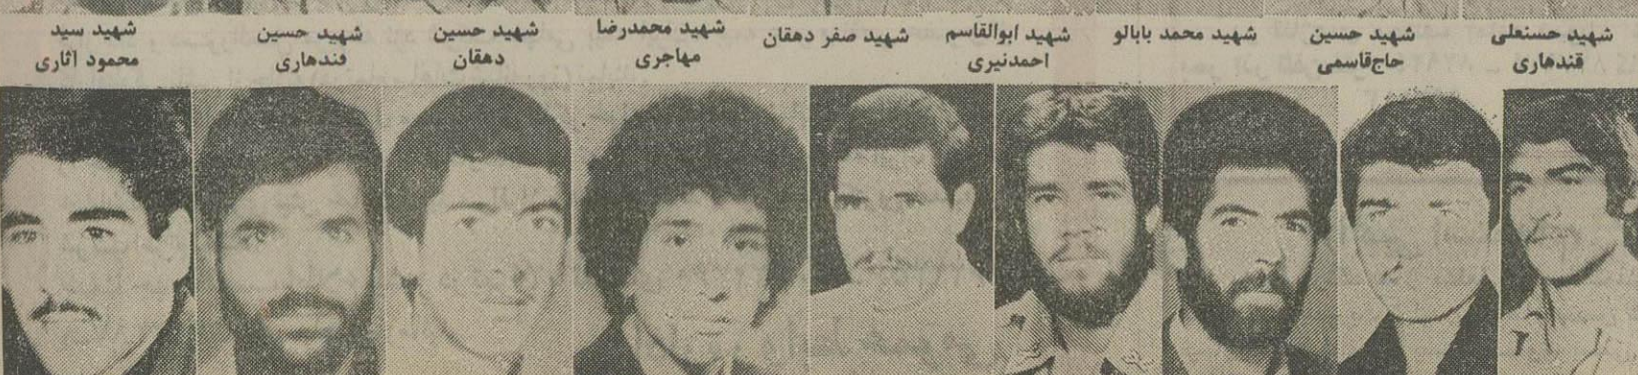 شهید حسنعلی
قندهاری
شهید حسین
حاج‌قاسمی
شهید محمد بابالو
شهید ابوالقاسم
احمدنیری
شهید صفر دهقان
شهید محمدرضا
مهاجری
شهید حسین
دهقان
شهید حسین
قندهاری
شهید سید
محمود آثاری